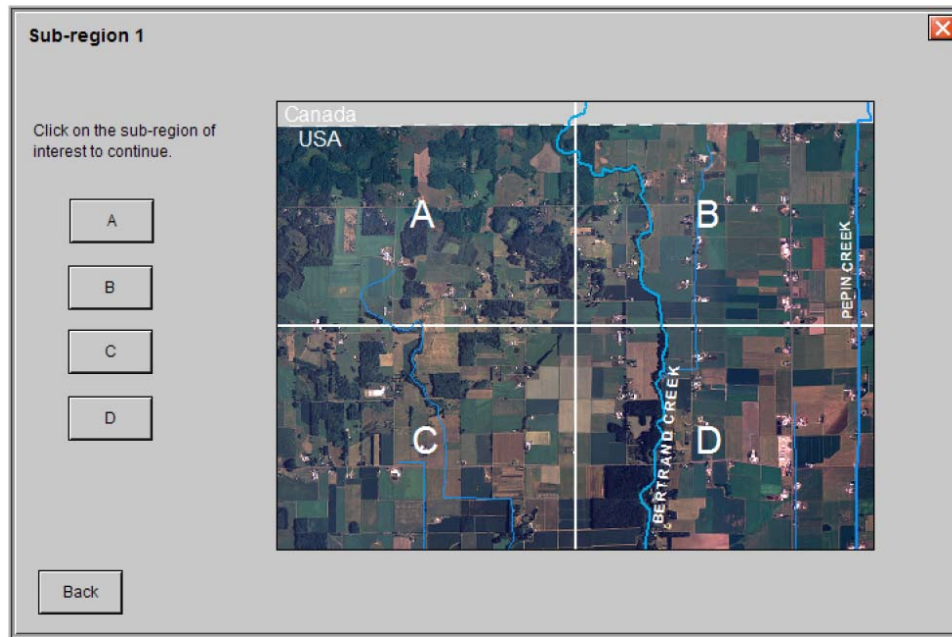 Sub-region 1
Click on the sub-region of
interest to continue.
A
B
C
D
Back
Canada
USA
A
B
PEPIN CREEK
C
BERTRAND CREEK
D